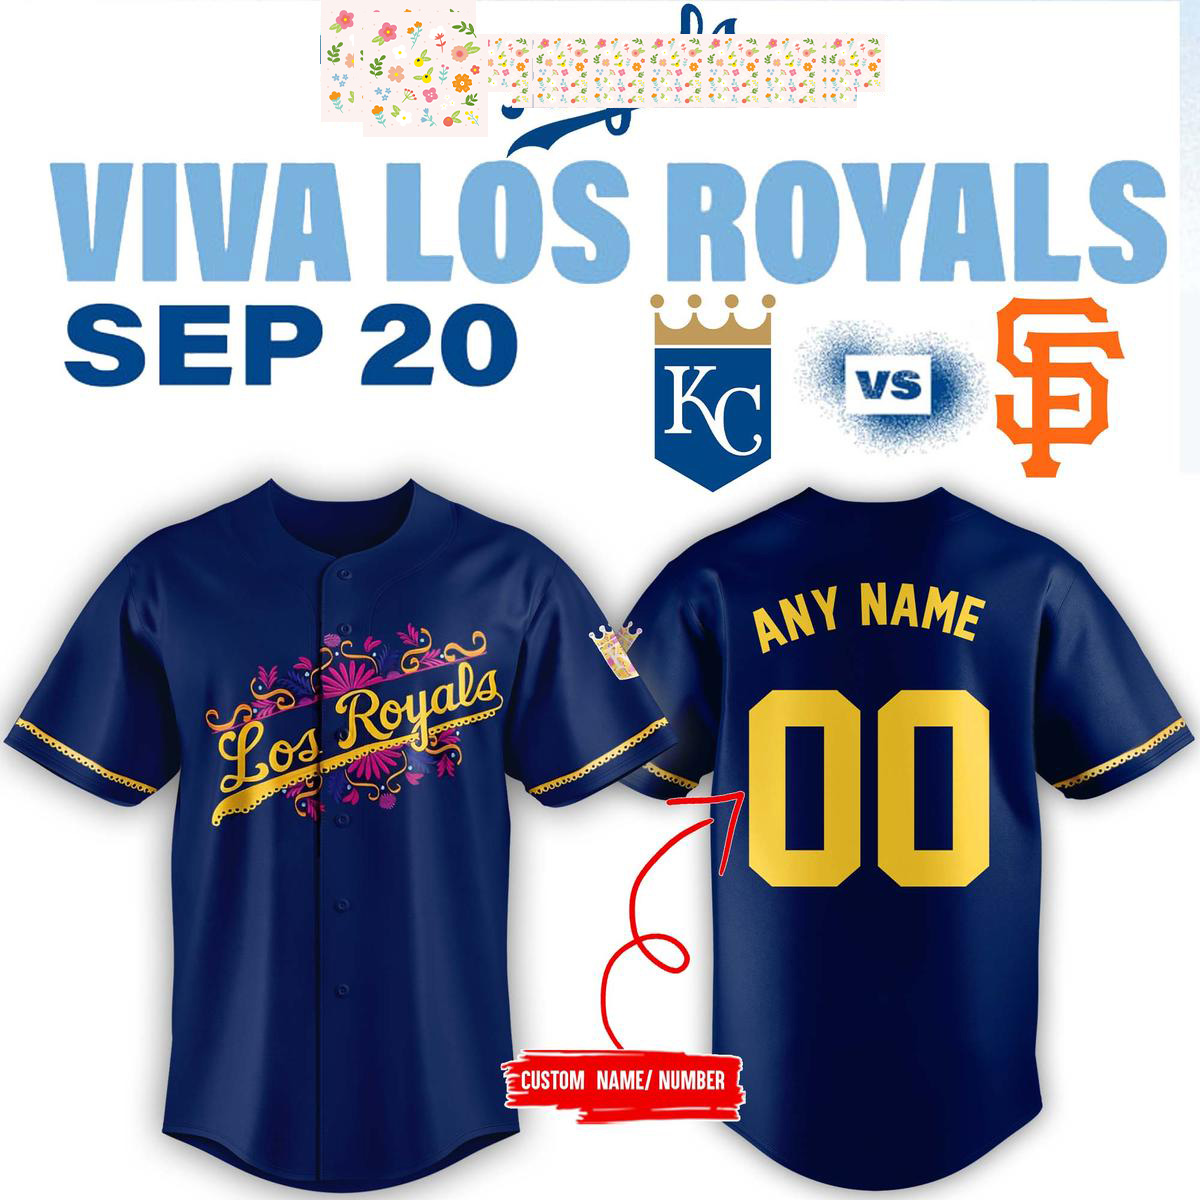 VIVA LOS ROYALS
SEP 20
KC
VS
SF
Los Royals
ANY NAME
00
CUSTOM NAME/ NUMBER